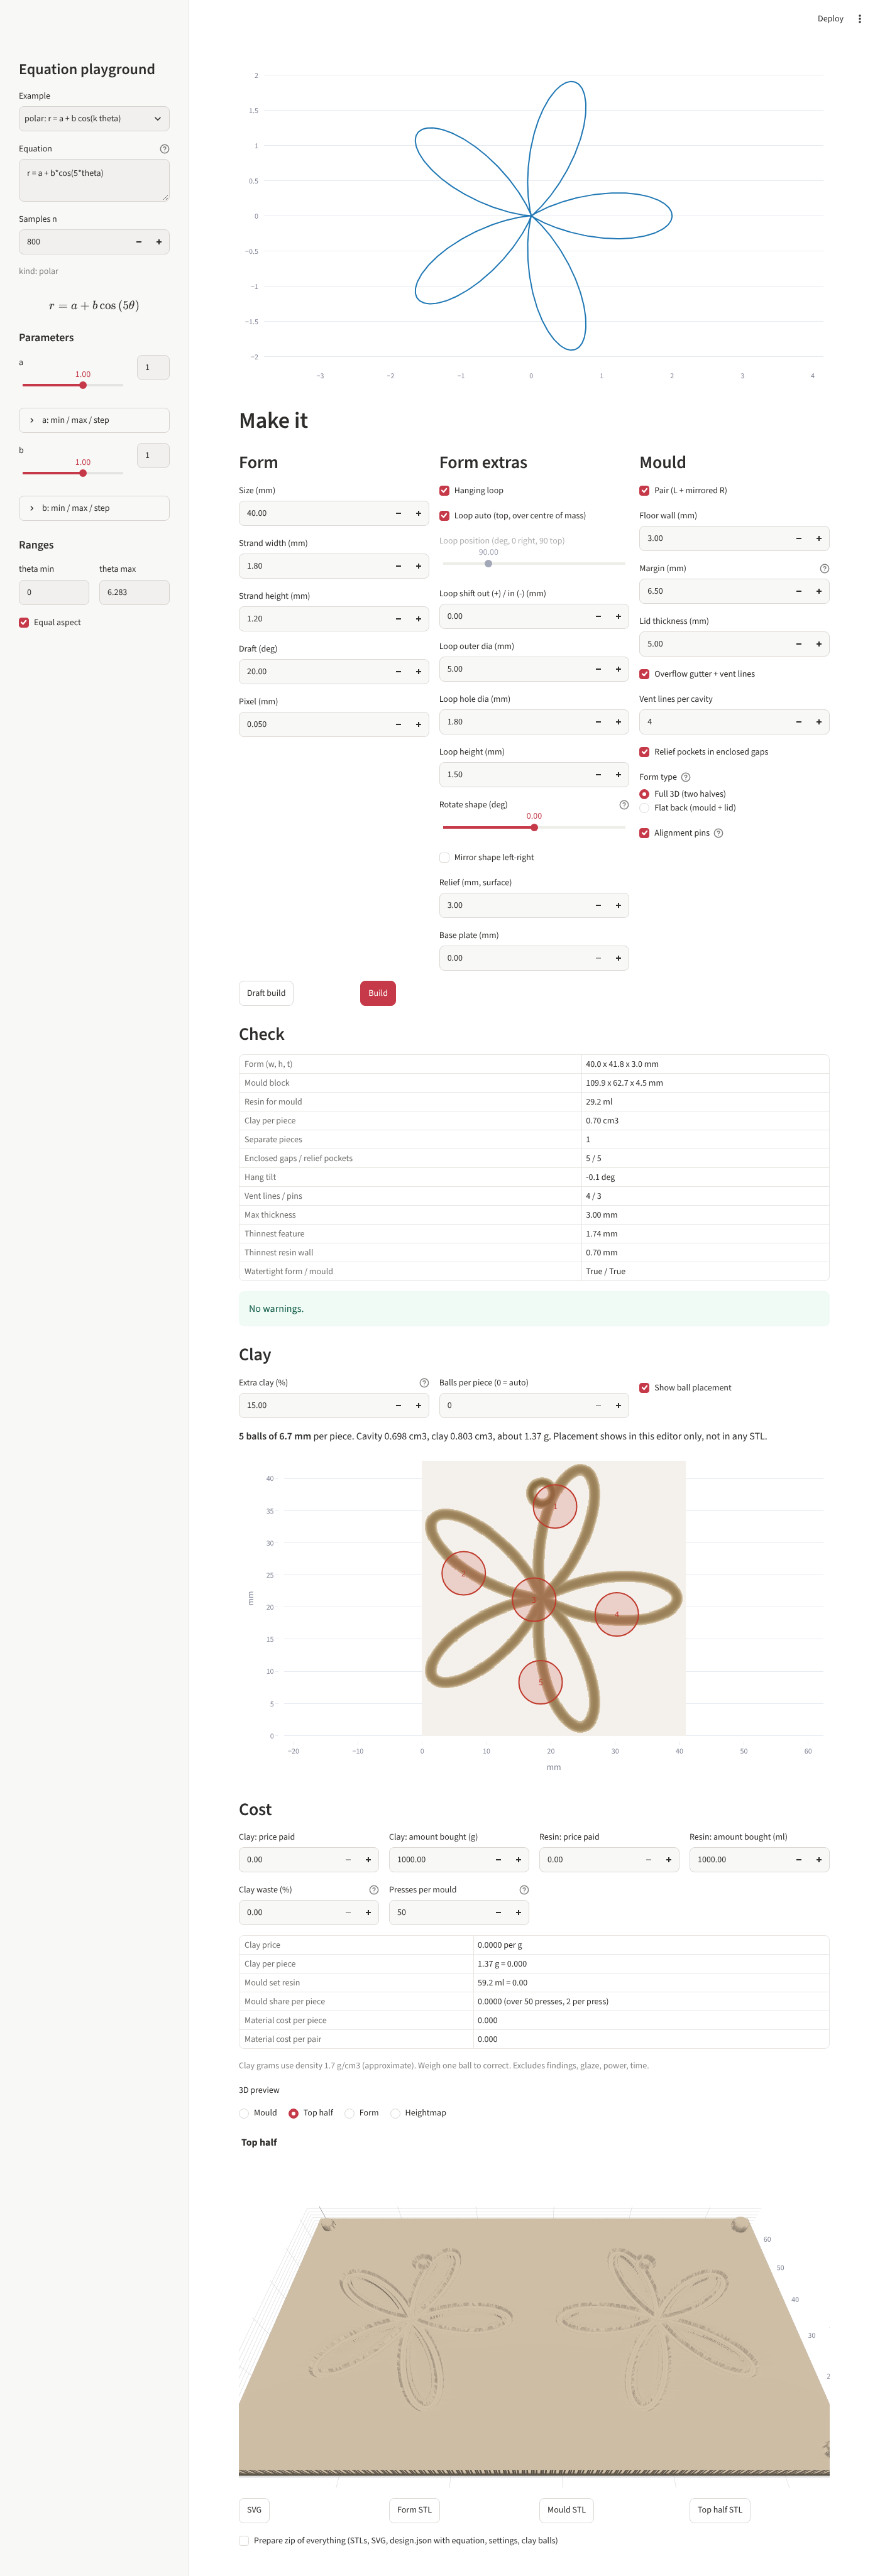 Deploy
Equation playground
Example
polar: r = a + b cos(k theta)
Equation
r = a + b*cos(5*theta)
Samples n
800
kind: polar
r = a + b cos (5θ)
Parameters
a
1.00
1
a: min / max / step
b
1.00
1
b: min / max / step
Ranges
theta min
theta max
0
6.283
Equal aspect
2
1.5
1
0.5
0
−0.5
−1
−1.5
−2
−3 −2 −1 0 1 2 3 4
Make it
Form
Size (mm)
40.00
Strand width (mm)
1.80
Strand height (mm)
1.20
Draft (deg)
20.00
Pixel (mm)
0.050
Form extras
Hanging loop
Loop auto (top, over centre of mass)
Loop position (deg, 0 right, 90 top)
90.00
Loop shift out (+) / in (-) (mm)
0.00
Loop outer dia (mm)
5.00
Loop hole dia (mm)
1.80
Loop height (mm)
1.50
Rotate shape (deg)
0.00
Mirror shape left-right
Relief (mm, surface)
3.00
Base plate (mm)
0.00
Mould
Pair (L + mirrored R)
Floor wall (mm)
3.00
Margin (mm)
6.50
Lid thickness (mm)
5.00
Overflow gutter + vent lines
Vent lines per cavity
4
Relief pockets in enclosed gaps
Form type
Full 3D (two halves)
Flat back (mould + lid)
Alignment pins
Draft build
Build
Check
Form (w, h, t) 40.0 x 41.8 x 3.0 mm
Mould block 109.9 x 62.7 x 4.5 mm
Resin for mould 29.2 ml
Clay per piece 0.70 cm3
Separate pieces 1
Enclosed gaps / relief pockets 5 / 5
Hang tilt -0.1 deg
Vent lines / pins 4 / 3
Max thickness 3.00 mm
Thinnest feature 1.74 mm
Thinnest resin wall 0.70 mm
Watertight form / mould True / True
No warnings.
Clay
Extra clay (%)
15.00
Balls per piece (0 = auto)
0
Show ball placement
5 balls of 6.7 mm per piece. Cavity 0.698 cm3, clay 0.803 cm3, about 1.37 g. Placement shows in this editor only, not in any STL.
40
35
30
25
20
15
10
5
0
mm
1
2
3
4
5
−20 −10 0 10 20 30 40 50 60
mm
Cost
Clay: price paid
0.00
Clay: amount bought (g)
1000.00
Resin: price paid
0.00
Resin: amount bought (ml)
1000.00
Clay waste (%)
0.00
Presses per mould
50
Clay price 0.0000 per g
Clay per piece 1.37 g = 0.000
Mould set resin 59.2 ml = 0.00
Mould share per piece 0.0000 (over 50 presses, 2 per press)
Material cost per piece 0.000
Material cost per pair 0.000
Clay grams use density 1.7 g/cm3 (approximate). Weigh one ball to correct. Excludes findings, glaze, power, time.
3D preview
Mould Top half Form Heightmap
Top half
60
50
40
30
2
SVG
Form STL
Mould STL
Top half STL
Prepare zip of everything (STLs, SVG, design.json with equation, settings, clay balls)